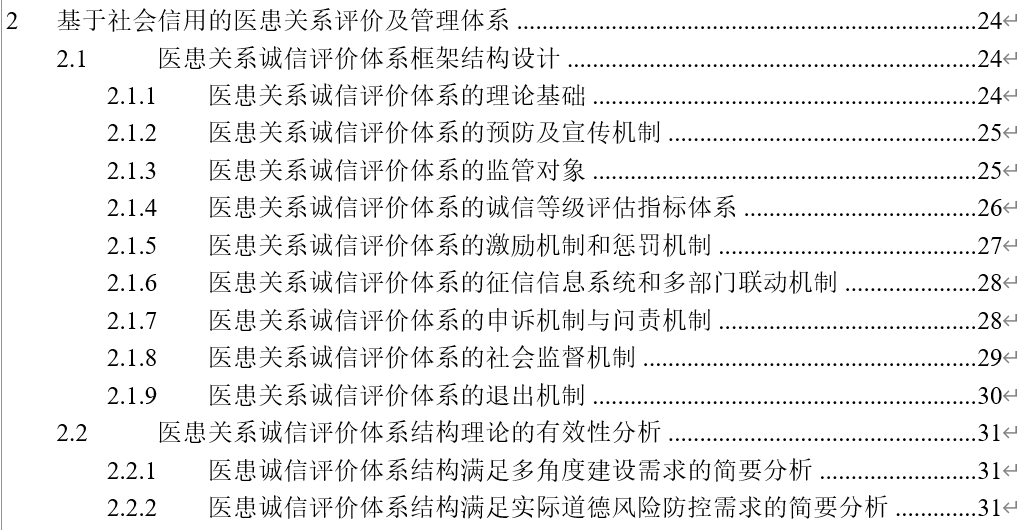 2 基于社会信用的医患关系评价及管理体系 ........................................24↵
2.1 医患关系诚信评价体系框架结构设计 ........................................24↵
2.1.1 医患关系诚信评价体系的理论基础 ........................................24↵
2.1.2 医患关系诚信评价体系的预防及宣传机制 ........................................25↵
2.1.3 医患关系诚信评价体系的监管对象 ........................................25↵
2.1.4 医患关系诚信评价体系的诚信等级评估指标体系 ........................................26↵
2.1.5 医患关系诚信评价体系的激励机制和惩罚机制 ........................................27↵
2.1.6 医患关系诚信评价体系的征信信息系统和多部门联动机制 ....................28↵
2.1.7 医患关系诚信评价体系的申诉机制与问责机制 ........................................28↵
2.1.8 医患关系诚信评价体系的社会监督机制 ........................................29↵
2.1.9 医患关系诚信评价体系的退出机制 ........................................30↵
2.2 医患关系诚信评价体系结构理论的有效性分析 ........................................31↵
2.2.1 医患诚信评价体系结构满足多角度建设需求的简要分析 ....................31↵
2.2.2 医患诚信评价体系结构满足实际道德风险防控需求的简要分析 .............31↵